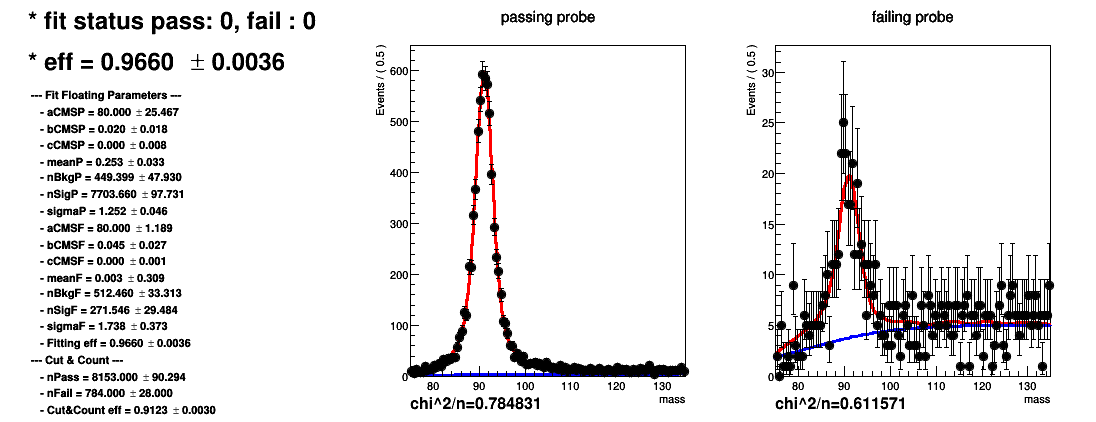 * fit status pass: 0, fail : 0
* eff = 0.9660 ± 0.0036
--- Fit Floating Parameters ---
- aCMSP = 80.000 ± 25.467
- bCMSP = 0.020 ± 0.018
- cCMSP = 0.000 ± 0.008
- meanP = 0.253 ± 0.033
- nBkgP = 449.399 ± 47.930
- nSigP = 7703.660 ± 97.731
- sigmaP = 1.252 ± 0.046
- aCMSF = 80.000 ± 1.189
- bCMSF = 0.045 ± 0.027
- cCMSF = 0.000 ± 0.001
- meanF = 0.003 ± 0.309
- nBkgF = 512.460 ± 33.313
- nSigF = 271.546 ± 29.484
- sigmaF = 1.738 ± 0.373
- Fitting eff = 0.9660 ± 0.0036
--- Cut & Count ---
- nPass = 8153.000 ± 90.294
- nFail = 784.000 ± 28.000
- Cut&Count eff = 0.9123 ± 0.0030
passing probe
Events / ( 0.5 )
600
500
400
300
200
100
0
80 90 100 110 120 130
mass
chi^2/n=0.784831
failing probe
Events / ( 0.5 )
30
25
20
15
10
5
0
80 90 100 110 120 130
mass
chi^2/n=0.611571